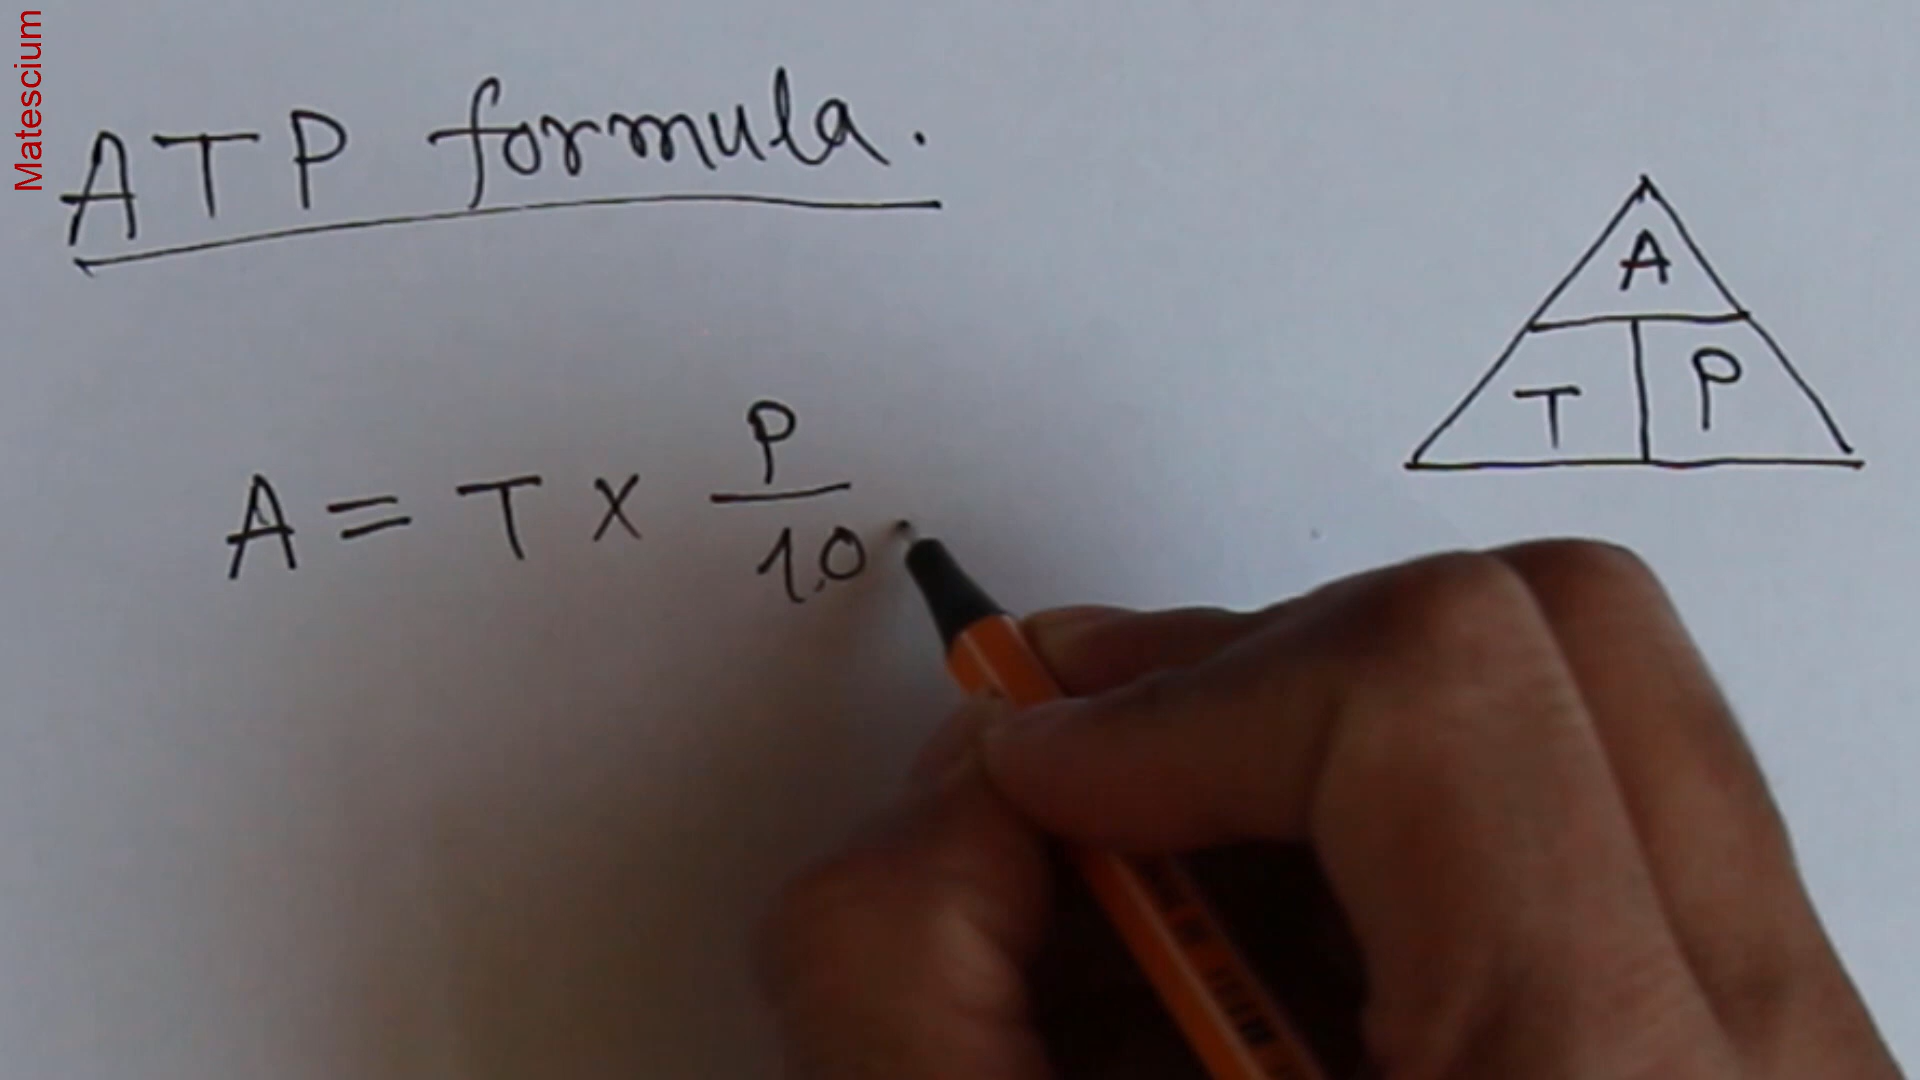 Matescium
ATP formula.
A
T P
A = T × P/10